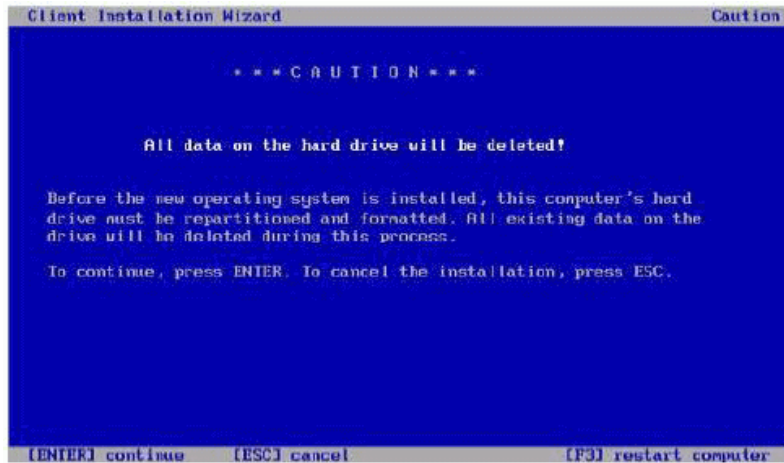 Client Installation Wizard Caution
* * * C A U T I O N * * *
All data on the hard drive will be deleted!
Before the new operating system is installed, this computer's hard
drive must be repartitioned and formatted. All existing data on the
drive will be deleted during this process.
To continue, press ENTER. To cancel the installation, press ESC.
[ENTER] continue [ESC] cancel [F3] restart computer